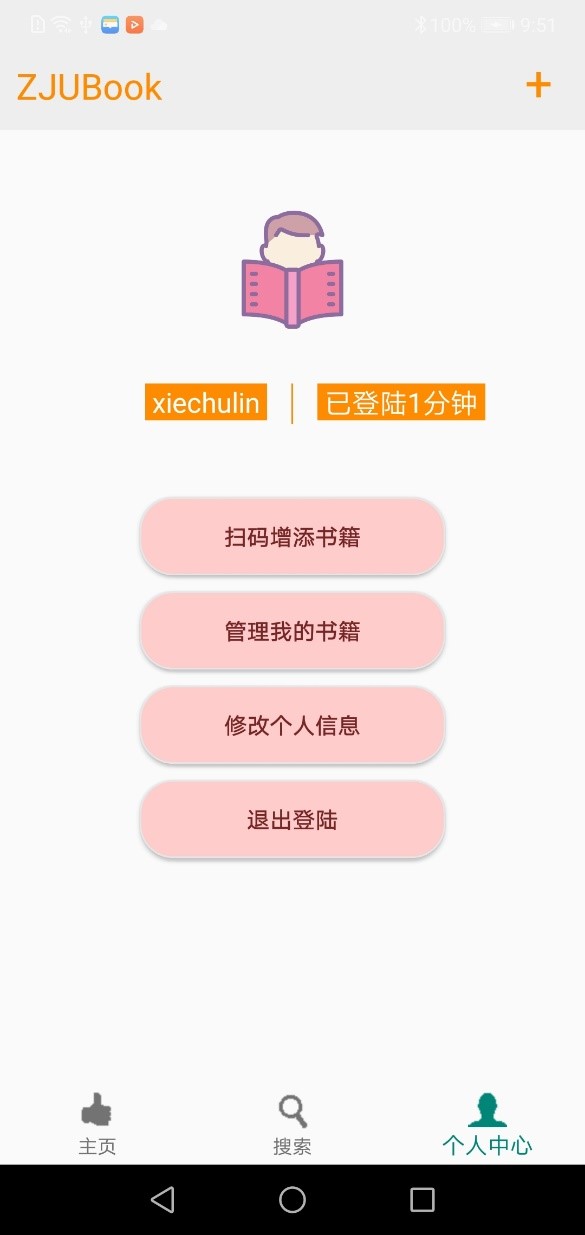 100% 9:51
ZJUBook
+
xiechulin 已登陆1分钟
扫码增添书籍
管理我的书籍
修改个人信息
退出登陆
主页 搜索 个人中心